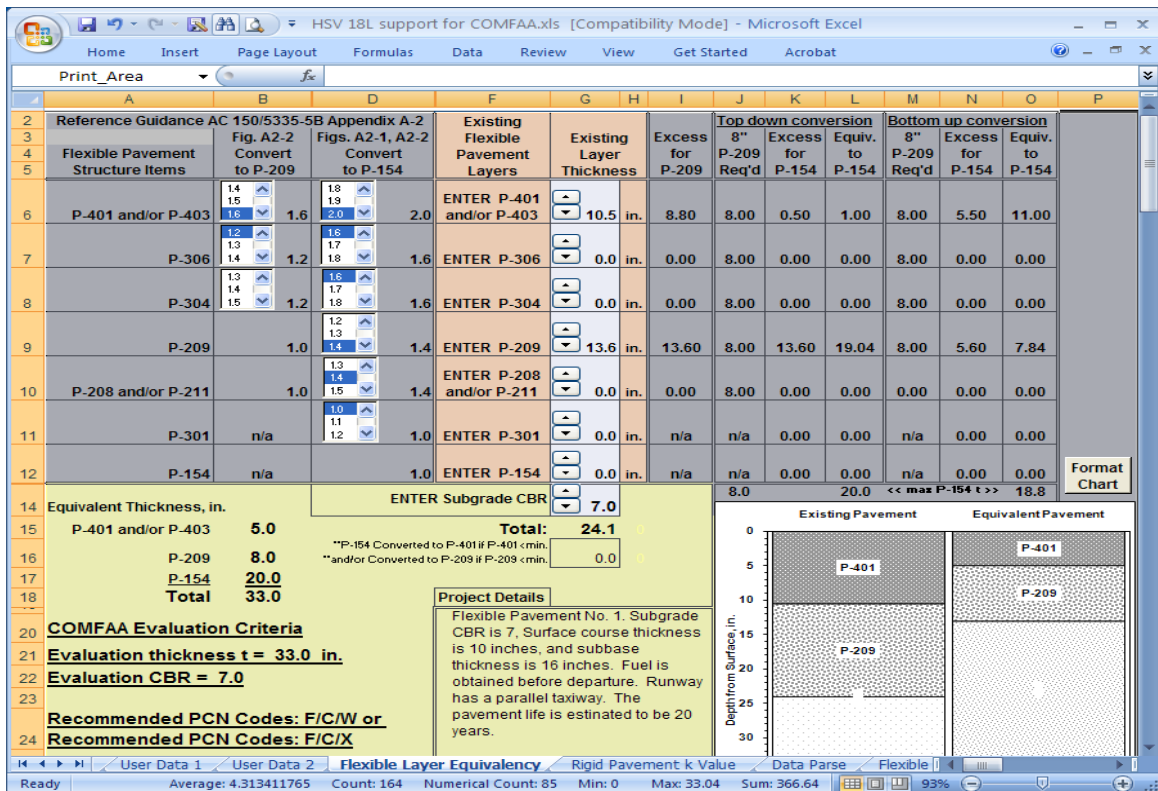 HSV 18L support for COMFAA.xls [Compatibility Mode] - Microsoft Excel
Home Insert Page Layout Formulas Data Review View Get Started Acrobat
Print_Area fx
A B D F G H I J K L M N O P
2 Reference Guidance AC 150/5335-5B Appendix A-2 Existing Top down conversion Bottom up conversion
3 Fig. A2-2 Figs. A2-1, A2-2 Flexible Existing Excess 8" Excess Equiv. 8" Excess Equiv.
4 Flexible Pavement Convert Convert Pavement Layer for P-209 for to P-209 for to
5 Structure Items to P-209 to P-154 Layers Thickness P-209 Req'd P-154 P-154 Req'd P-154 P-154
1.4 1.8
1.5 1.9 ENTER P-401
6 P-401 and/or P-403 1.6 1.6 2.0 2.0 and/or P-403 10.5 in. 8.80 8.00 0.50 1.00 8.00 5.50 11.00
1.2 1.6
1.3 1.7
7 P-306 1.4 1.2 1.8 1.6 ENTER P-306 0.0 in. 0.00 8.00 0.00 0.00 8.00 0.00 0.00
1.3 1.6
1.4 1.7
8 P-304 1.5 1.2 1.8 1.6 ENTER P-304 0.0 in. 0.00 8.00 0.00 0.00 8.00 0.00 0.00
1.2
1.3
9 P-209 1.0 1.4 1.4 ENTER P-209 13.6 in. 13.60 8.00 13.60 19.04 8.00 5.60 7.84
1.3
1.4 ENTER P-208
10 P-208 and/or P-211 1.0 1.5 1.4 and/or P-211 0.0 in. 0.00 8.00 0.00 0.00 8.00 0.00 0.00
1.0
1.1
11 P-301 n/a 1.2 1.0 ENTER P-301 0.0 in. n/a n/a 0.00 0.00 n/a 0.00 0.00
12 P-154 n/a 1.0 ENTER P-154 0.0 in. n/a n/a 0.00 0.00 n/a 0.00 0.00
Format
Chart
8.0 20.0 << max P-154 t >> 18.8
14 Equivalent Thickness, in. ENTER Subgrade CBR 7.0
15 P-401 and/or P-403 5.0 Total: 24.1 0
**P-154 Converted to P-401 if P-401 <min.
16 P-209 8.0 **and/or Converted to P-209 if P-209 <min. 0.0 0
17 P-154 20.0
18 Total 33.0 Project Details
Flexible Pavement No. 1. Subgrade
CBR is 7, Surface course thickness
is 10 inches, and subbase
thickness is 16 inches. Fuel is
obtained before departure. Runway
has a parallel taxiway. The
pavement life is estinated to be 20
years.
20 COMFAA Evaluation Criteria
21 Evaluation thickness t = 33.0 in.
22 Evaluation CBR = 7.0
23
Recommended PCN Codes: F/C/W or
24 Recommended PCN Codes: F/C/X
Existing Pavement Equivalent Pavement
Depth from Surface, in.
0
5
10
15
20
25
30
P-401
P-209
P-401
P-209
User Data 1 User Data 2 Flexible Layer Equivalency Rigid Pavement k Value Data Parse Flexible
Ready Average: 4.313411765 Count: 164 Numerical Count: 85 Min: 0 Max: 33.04 Sum: 366.64 93%